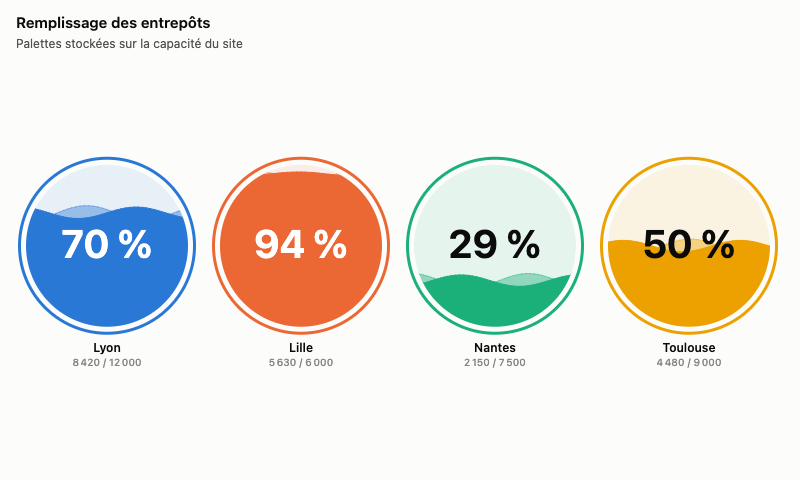 Remplissage des entrepôts
Palettes stockées sur la capacité du site
70 %
94 %
29 %
50 %
Lyon
Lille
Nantes
Toulouse
8 420 / 12 000
5 630 / 6 000
2 150 / 7 500
4 480 / 9 000